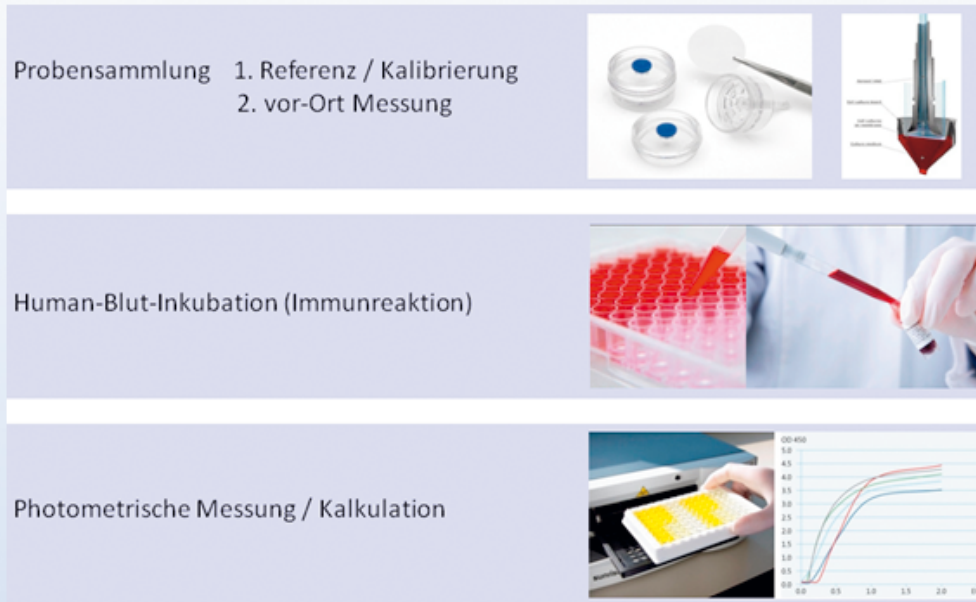 Probensammlung 1. Referenz / Kalibrierung
2. vor-Ort Messung
Human-Blut-Inkubation (Immunreaktion)
Photometrische Messung / Kalkulation
OD 450
5.0
4.5
4.0
3.5
3.0
2.5
2.0
1.5
1.0
0.5
0.0
0.0 0.5 1.0 1.5 2.0